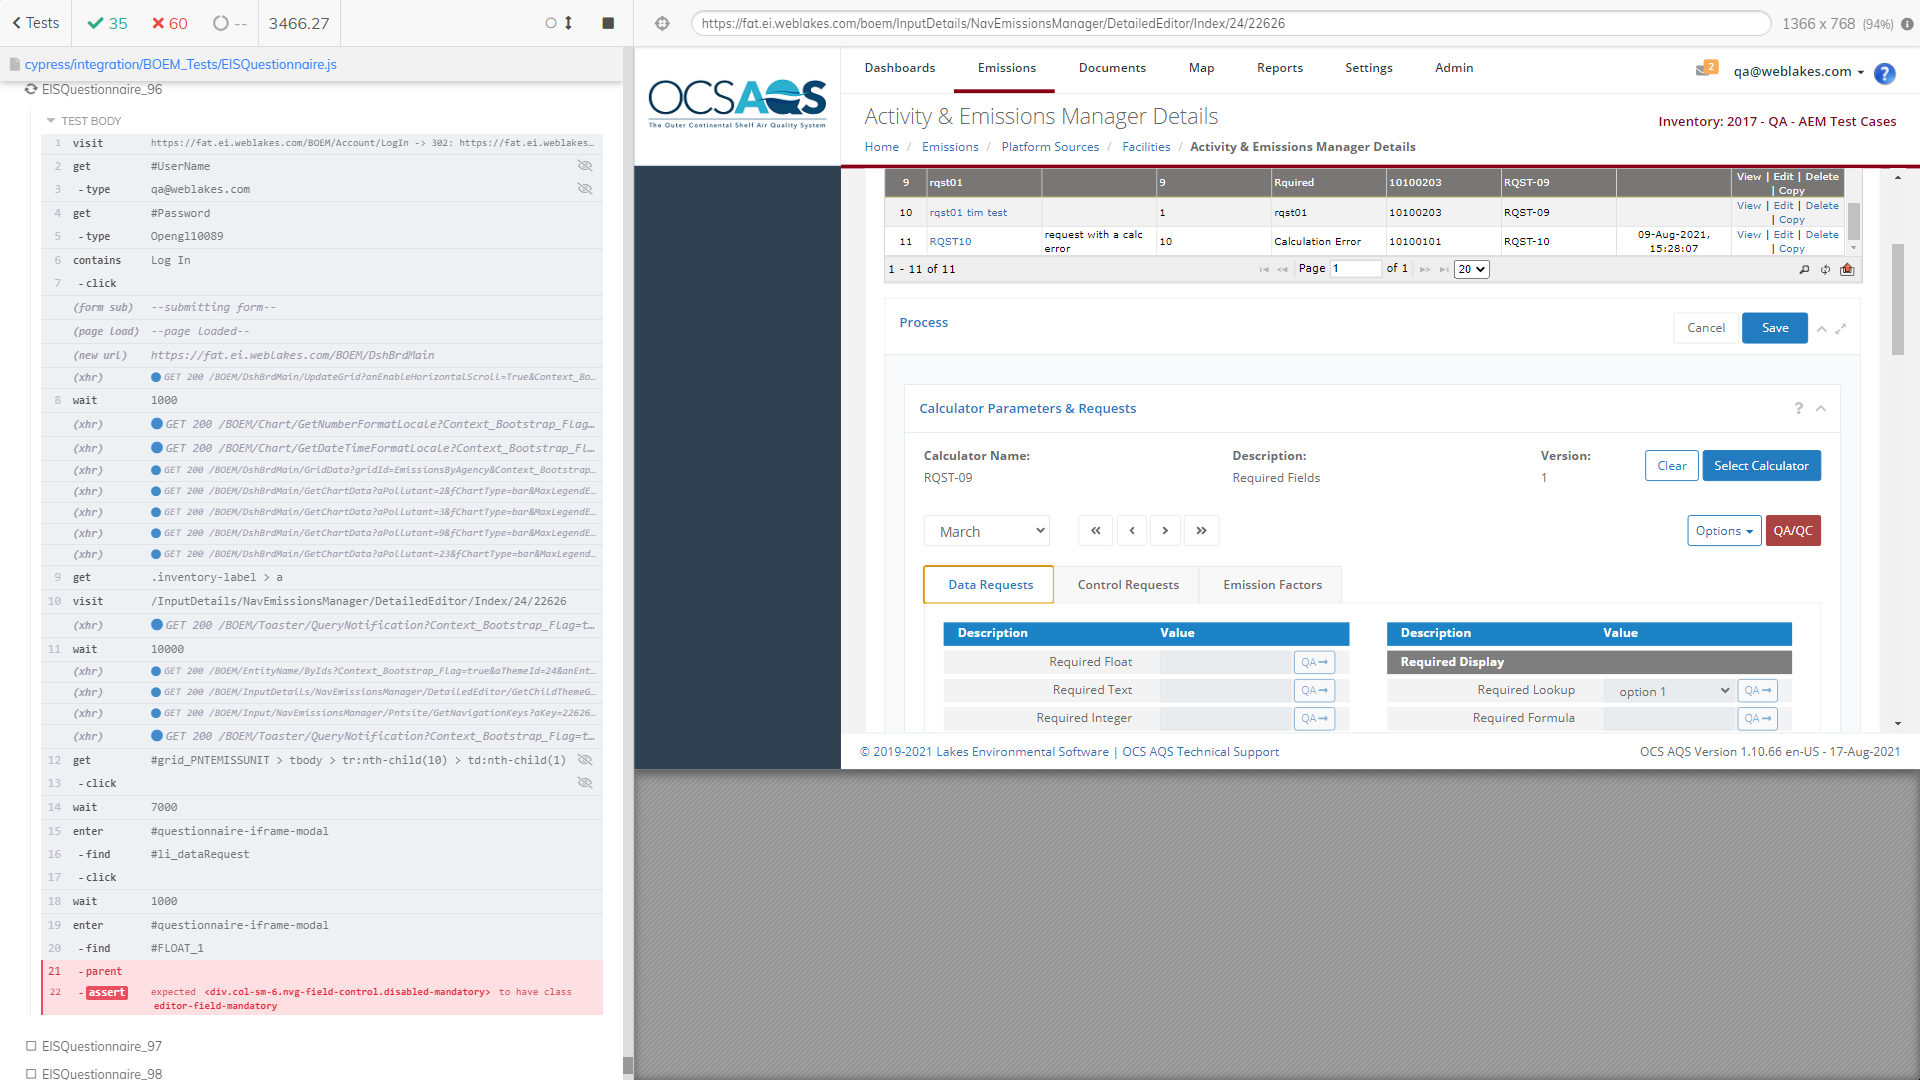 Tests
35
60
--
3466.27
cypress/integration/BOEM_Tests/EISQuestionnaire.js
EISQuestionnaire_96
TEST BODY
1 visit https://fat.ei.weblakes.com/BOEM/Account/LogIn -> 302: https://fat.ei.weblakes…
2 get #UserName
3 - type qa@weblakes.com
4 get #Password
5 - type Opengl10089
6 contains Log In
7 - click
(form sub) --submitting form--
(page load) --page loaded--
(new url) https://fat.ei.weblakes.com/BOEM/DshBrdMain
(xhr) GET 200 /BOEM/DshBrdMain/UpdateGrid?anEnableHorizontalScroll=True&Context_Bo…
8 wait 1000
(xhr) GET 200 /BOEM/Chart/GetNumberFormatLocale?Context_Bootstrap_Flag…
(xhr) GET 200 /BOEM/Chart/GetDateTimeFormatLocale?Context_Bootstrap_Fl…
(xhr) GET 200 /BOEM/DshBrdMain/GridData?gridId=EmissionsByAgency&Context_Bootstrap…
(xhr) GET 200 /BOEM/DshBrdMain/GetChartData?aPollutant=2&fChartType=bar&MaxLegendE…
(xhr) GET 200 /BOEM/DshBrdMain/GetChartData?aPollutant=3&fChartType=bar&MaxLegendE…
(xhr) GET 200 /BOEM/DshBrdMain/GetChartData?aPollutant=9&fChartType=bar&MaxLegendE…
(xhr) GET 200 /BOEM/DshBrdMain/GetChartData?aPollutant=23&fChartType=bar&MaxLegend…
9 get .inventory-label > a
10 visit /InputDetails/NavEmissionsManager/DetailedEditor/Index/24/22626
(xhr) GET 200 /BOEM/Toaster/QueryNotification?Context_Bootstrap_Flag=t…
11 wait 10000
(xhr) GET 200 /BOEM/EntityName/ByIds?Context_Bootstrap_Flag=true&aThemeId=24&anEnt…
(xhr) GET 200 /BOEM/InputDetails/NavEmissionsManager/DetailedEditor/GetChildThemeG…
(xhr) GET 200 /BOEM/Input/NavEmissionsManager/Pntsite/GetNavigationKeys?aKey=22626…
(xhr) GET 200 /BOEM/Toaster/QueryNotification?Context_Bootstrap_Flag=t…
12 get #grid_PNTEMISSUNIT > tbody > tr:nth-child(10) > td:nth-child(1)
13 - click
14 wait 7000
15 enter #questionnaire-iframe-modal
16 - find #li_dataRequest
17 - click
18 wait 1000
19 enter #questionnaire-iframe-modal
20 - find #FLOAT_1
21 - parent
22 - assert expected <div.col-sm-6.nvg-field-control.disabled-mandatory> to have class
editor-field-mandatory
EISQuestionnaire_97
EISQuestionnaire_98
https://fat.ei.weblakes.com/boem/InputDetails/NavEmissionsManager/DetailedEditor/Index/24/22626
1366 x 768 (94%)
OCSAQS
The Outer Continental Shelf Air Quality System
Dashboards Emissions Documents Map Reports Settings Admin
2 qa@weblakes.com ?
Activity & Emissions Manager Details
Inventory: 2017 - QA - AEM Test Cases
Home / Emissions / Platform Sources / Facilities / Activity & Emissions Manager Details
9 rqst01 9 Rquired 10100203 RQST-09 View | Edit | Delete | Copy
10 rqst01 tim test 1 rqst01 10100203 RQST-09 View | Edit | Delete | Copy
11 RQST10 request with a calc error 10 Calculation Error 10100101 RQST-10 09-Aug-2021, 15:28:07 View | Edit | Delete | Copy
1 - 11 of 11 Page 1 of 1 20
Process Cancel Save
Calculator Parameters & Requests ?
Calculator Name: Description: Version:
RQST-09 Required Fields 1
Clear Select Calculator
March « ‹ › » Options QA/QC
Data Requests Control Requests Emission Factors
Description Value
Required Float QA
Required Text QA
Required Integer QA
Description Value
Required Display
Required Lookup option 1 QA
Required Formula QA
© 2019-2021 Lakes Environmental Software | OCS AQS Technical Support
OCS AQS Version 1.10.66 en-US - 17-Aug-2021